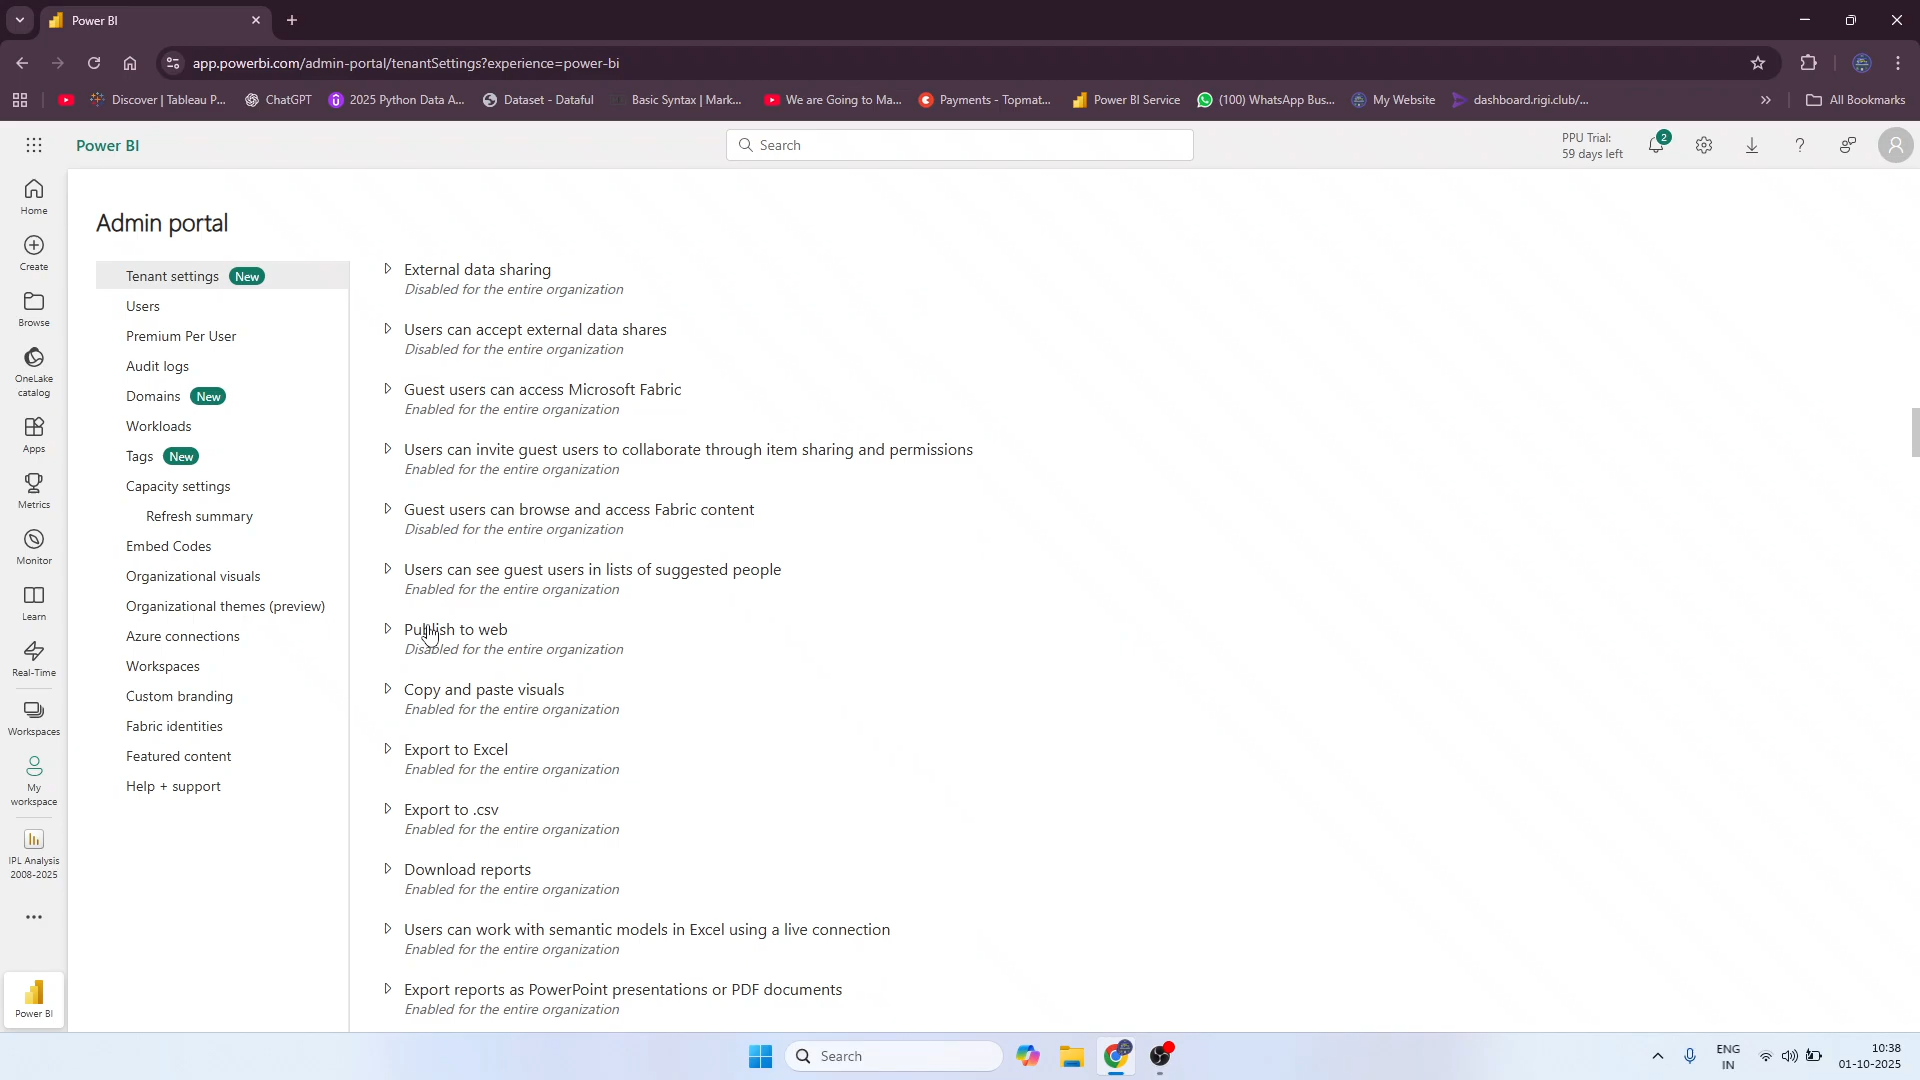 Power BI
app.powerbi.com/admin-portal/tenantSettings?experience=power-bi
Discover | Tableau P...
ChatGPT
2025 Python Data A...
Dataset - Dataful
Basic Syntax | Mark...
We are Going to Ma...
Payments - Topmat...
Power BI Service
(100) WhatsApp Bus...
My Website
dashboard.rigi.club/...
»
All Bookmarks
Power BI
Search
PPU Trial:
59 days left
2
Home
Create
Browse
OneLake
catalog
Apps
Metrics
Monitor
Learn
Real-Time
Workspaces
My
workspace
IPL Analysis
2008-2025
Power BI
Admin portal
Tenant settings New
Users
Premium Per User
Audit logs
Domains New
Workloads
Tags New
Capacity settings
Refresh summary
Embed Codes
Organizational visuals
Organizational themes (preview)
Azure connections
Workspaces
Custom branding
Fabric identities
Featured content
Help + support
External data sharing
Disabled for the entire organization
Users can accept external data shares
Disabled for the entire organization
Guest users can access Microsoft Fabric
Enabled for the entire organization
Users can invite guest users to collaborate through item sharing and permissions
Enabled for the entire organization
Guest users can browse and access Fabric content
Disabled for the entire organization
Users can see guest users in lists of suggested people
Enabled for the entire organization
Publish to web
Disabled for the entire organization
Copy and paste visuals
Enabled for the entire organization
Export to Excel
Enabled for the entire organization
Export to .csv
Enabled for the entire organization
Download reports
Enabled for the entire organization
Users can work with semantic models in Excel using a live connection
Enabled for the entire organization
Export reports as PowerPoint presentations or PDF documents
Enabled for the entire organization
Search
ENG
IN
10:38
01-10-2025